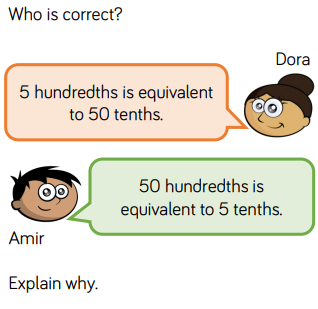 Who is correct?
Dora
5 hundredths is equivalent
to 50 tenths.
50 hundredths is
equivalent to 5 tenths.
Amir
Explain why.